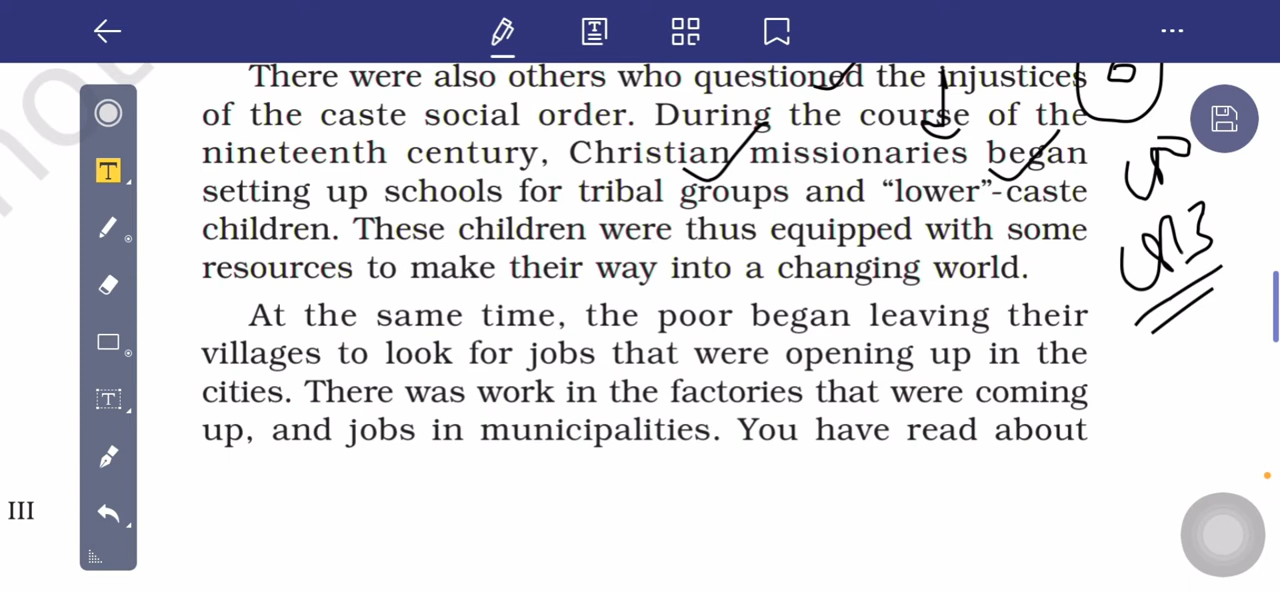 There were also others who questioned the injustices
of the caste social order. During the course of the
nineteenth century, Christian missionaries began
setting up schools for tribal groups and “lower”-caste
children. These children were thus equipped with some
resources to make their way into a changing world.
At the same time, the poor began leaving their
villages to look for jobs that were opening up in the
cities. There was work in the factories that were coming
up, and jobs in municipalities. You have read about
III